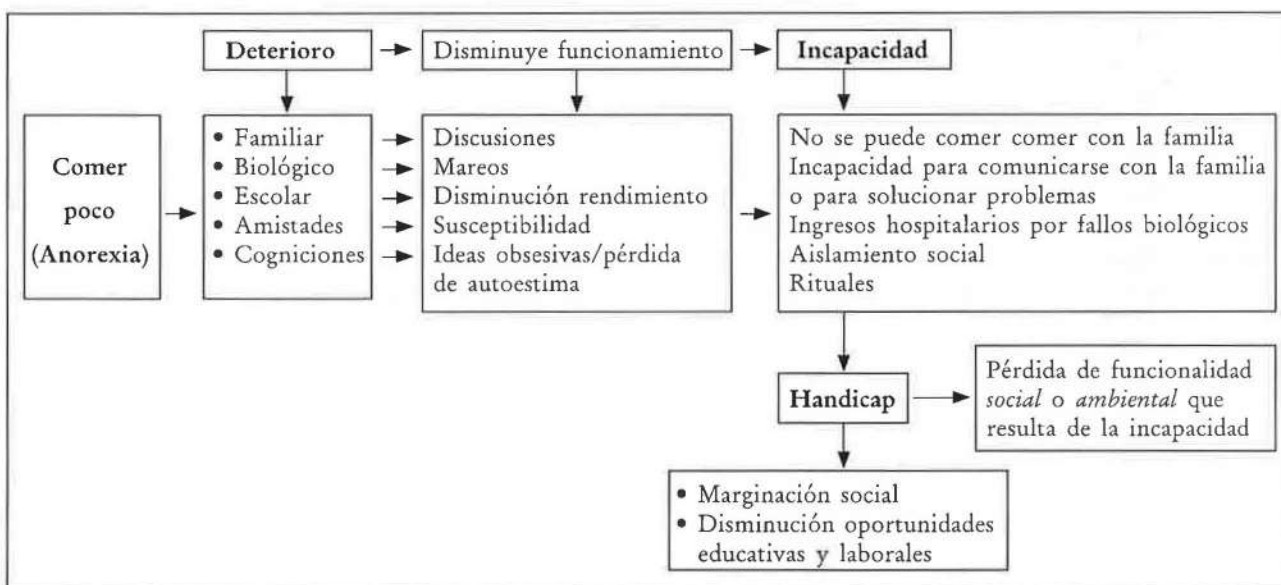 Deterioro
Disminuye funcionamiento
Incapacidad
Comer
poco
(Anorexia)
• Familiar
• Biológico
• Escolar
• Amistades
• Cogniciones
Discusiones
Mareos
Disminución rendimiento
Susceptibilidad
Ideas obsesivas/pérdida
de autoestima
No se puede comer comer con la familia
Incapacidad para comunicarse con la familia
o para solucionar problemas
Ingresos hospitalarios por fallos biológicos
Aislamiento social
Rituales
Handicap
Pérdida de funcionalidad
social o ambiental que
resulta de la incapacidad
• Marginación social
• Disminución oportunidades
educativas y laborales